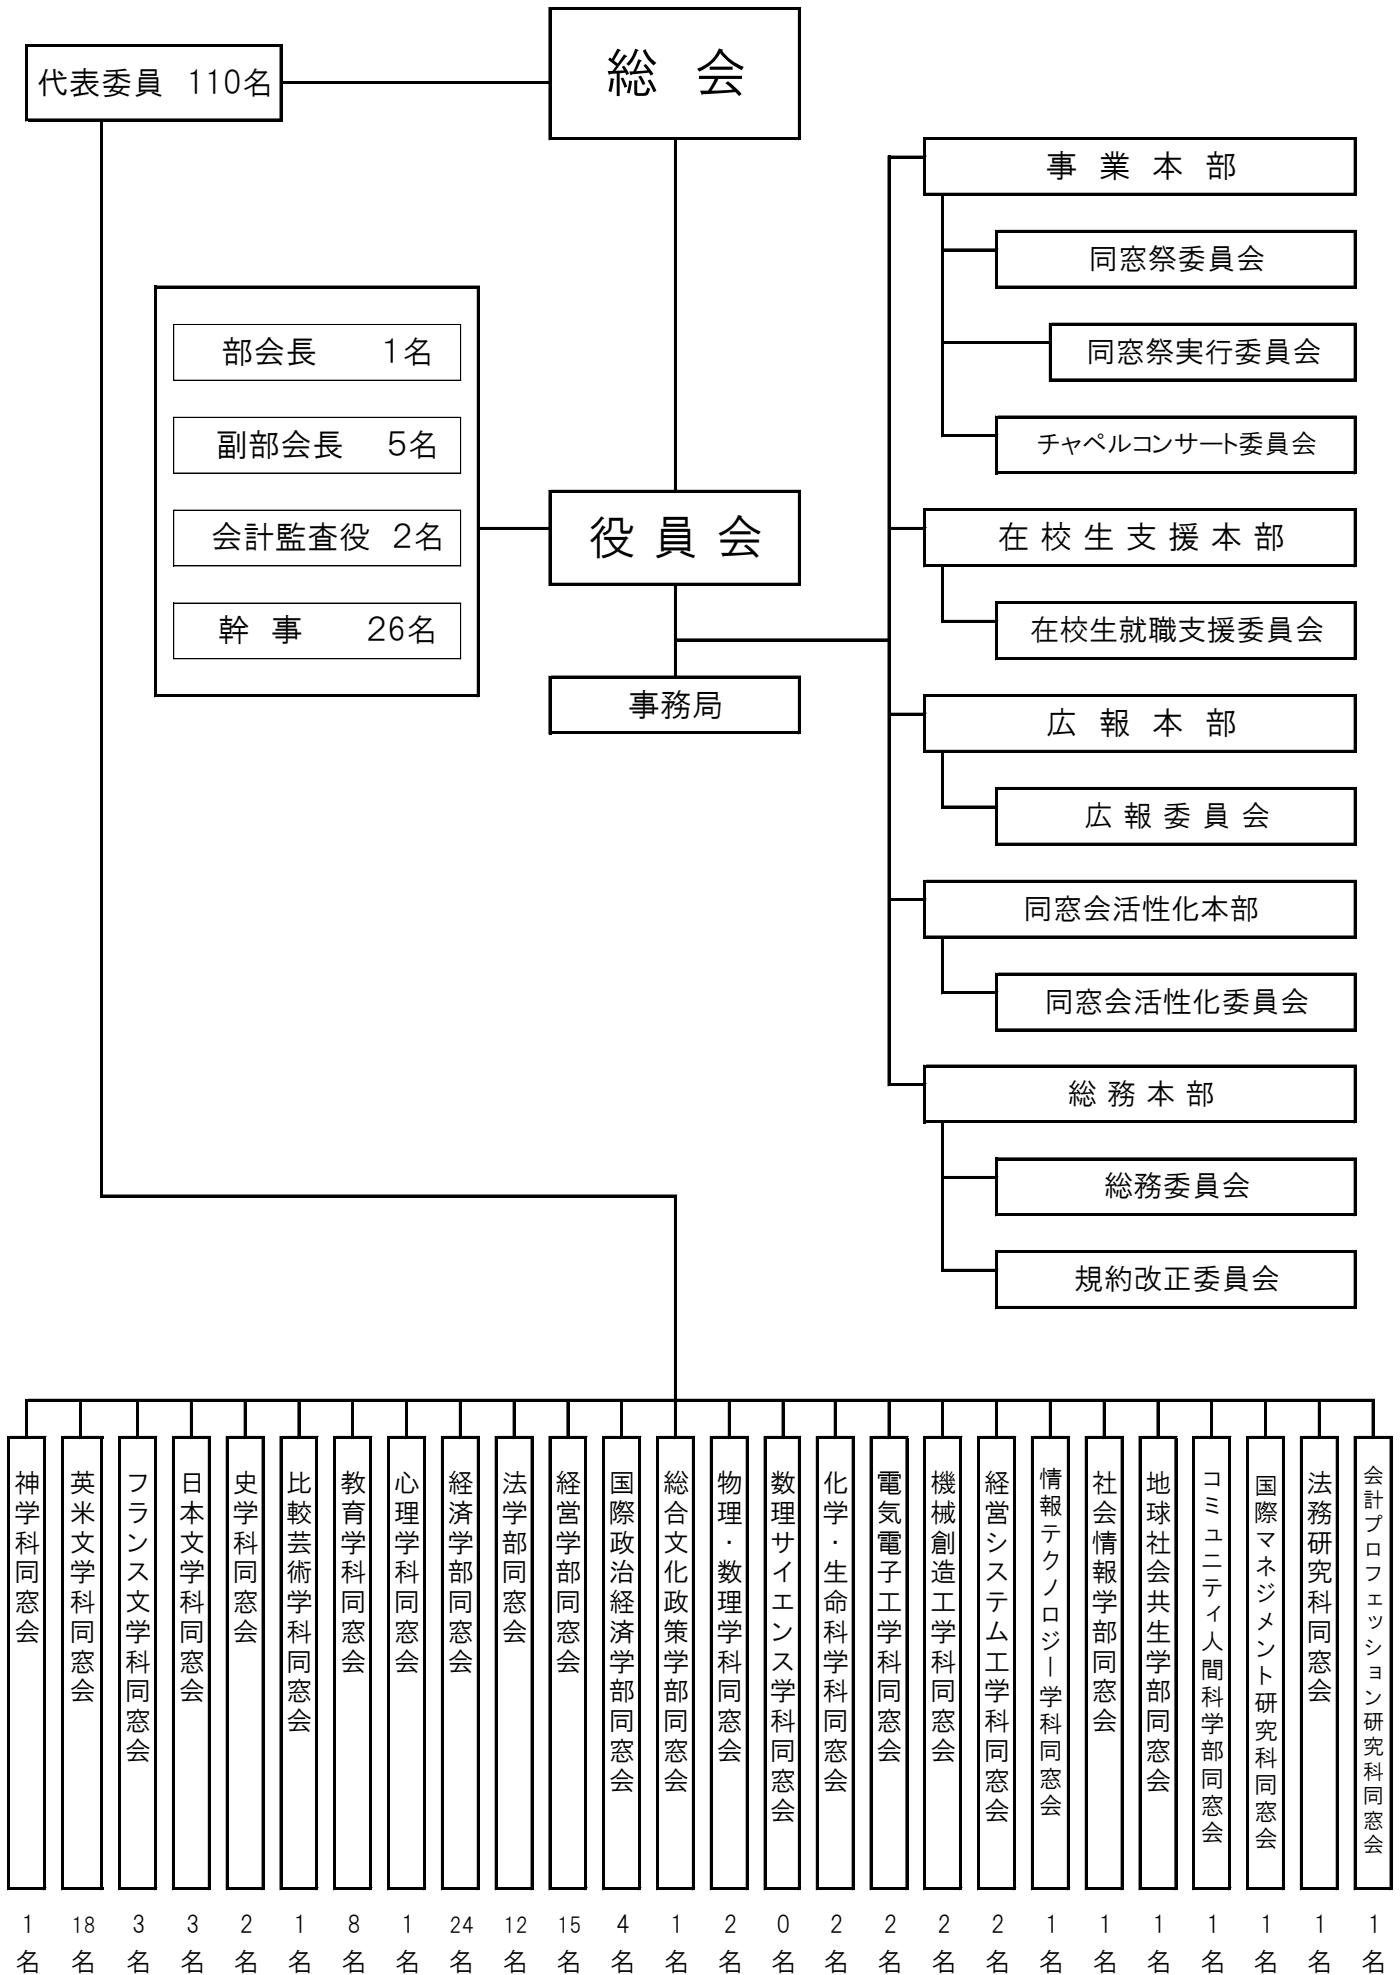 総 会
代表委員 110名
事 業 本 部
同窓祭委員会
同窓祭実行委員会
チャペルコンサート委員会
部会長 1名
副部会長 5名
会計監査役 2名
幹 事 26名
役 員 会
事務局
在 校 生 支 援 本 部
在校生就職支援委員会
広 報 本 部
広 報 委 員 会
同窓会活性化本部
同窓会活性化委員会
総 務 本 部
総務委員会
規約改正委員会
神学科同窓会
1名
英米文学科同窓会
18名
フランス文学科同窓会
3名
日本文学科同窓会
3名
史学科同窓会
2名
比較芸術学科同窓会
1名
教育学科同窓会
8名
心理学科同窓会
1名
経済学部同窓会
24名
法学部同窓会
12名
経営学部同窓会
15名
国際政治経済学部同窓会
4名
総合文化政策学部同窓会
1名
物理・数理学科同窓会
2名
数理サイエンス学科同窓会
0名
化学・生命科学科同窓会
2名
電気電子工学科同窓会
2名
機械創造工学科同窓会
2名
経営システム工学科同窓会
2名
情報テクノロジー学科同窓会
1名
社会情報学部同窓会
1名
地球社会共生学部同窓会
1名
コミュニティ人間科学部同窓会
1名
国際マネジメント研究科同窓会
1名
法務研究科同窓会
1名
会計プロフェッション研究科同窓会
1名